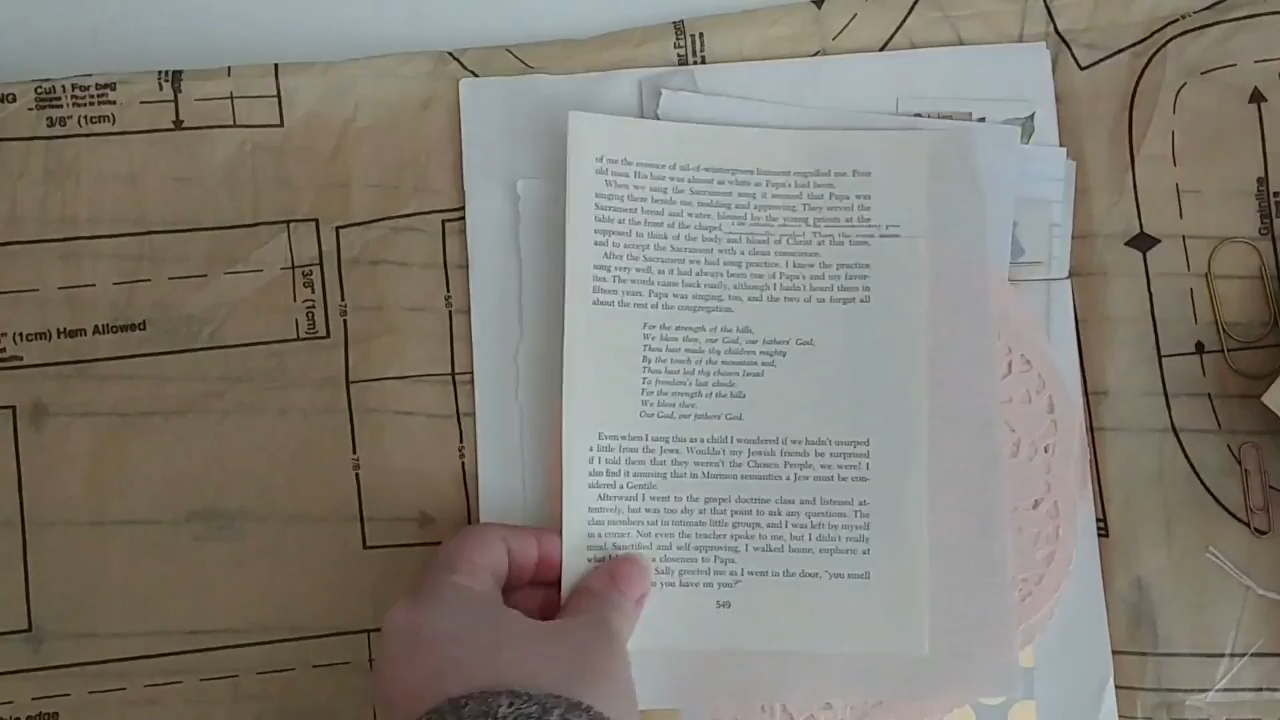 NG
Cut 1 For bag
3/8" (1cm)
3/8" (1cm)
" (1cm) Hem Allowed
7/8
7/8
5/6
5/6
er Front
Grainline
ble edge
of me the essence of oil-of-wintergreen liniment engulfed me. Poor
old man. His hair was almost as white as Papa's had been.
When we sang the Sacrament song it seemed that Papa was
singing there beside me, nodding and approving. They served the
Sacrament bread and water, blessed by the young priests at the
table at the front of the chapel
supposed to think of the body and blood of Christ at this time,
and to accept the Sacrament with a clean conscience.
After the Sacrament we had song practice. I knew the practice
song very well, as it had always been one of Papa's and my favor-
ites. The words came back easily, although I hadn't heard them in
fifteen years. Papa was singing, too, and the two of us forgot all
about the rest of the congregation.
For the strength of the hills,
We bless thee, our God, our fathers' God,
Thou hast made thy children mighty
By the touch of the mountain sod,
Thou hast led thy chosen Israel
To freedom's last abode.
For the strength of the hills
We bless thee,
Our God, our fathers' God.
Even when I sang this as a child I wondered if we hadn't usurped
a little from the Jews. Wouldn't my Jewish friends be surprised
if I told them that they weren't the Chosen People, we were! I
also find it amusing that in Mormon semantics a Jew must be con-
sidered a Gentile.
Afterward I went to the gospel doctrine class and listened at-
tentively, but was too shy at that point to ask any questions. The
class members sat in intimate little groups, and I was left by myself
in a corner. Not even the teacher spoke to me, but I didn't really
mind. Sanctified and self-approving, I walked home, euphoric at
what a closeness to Papa.
Sally greeted me as I went in the door, "you smell
you have on you?"
549